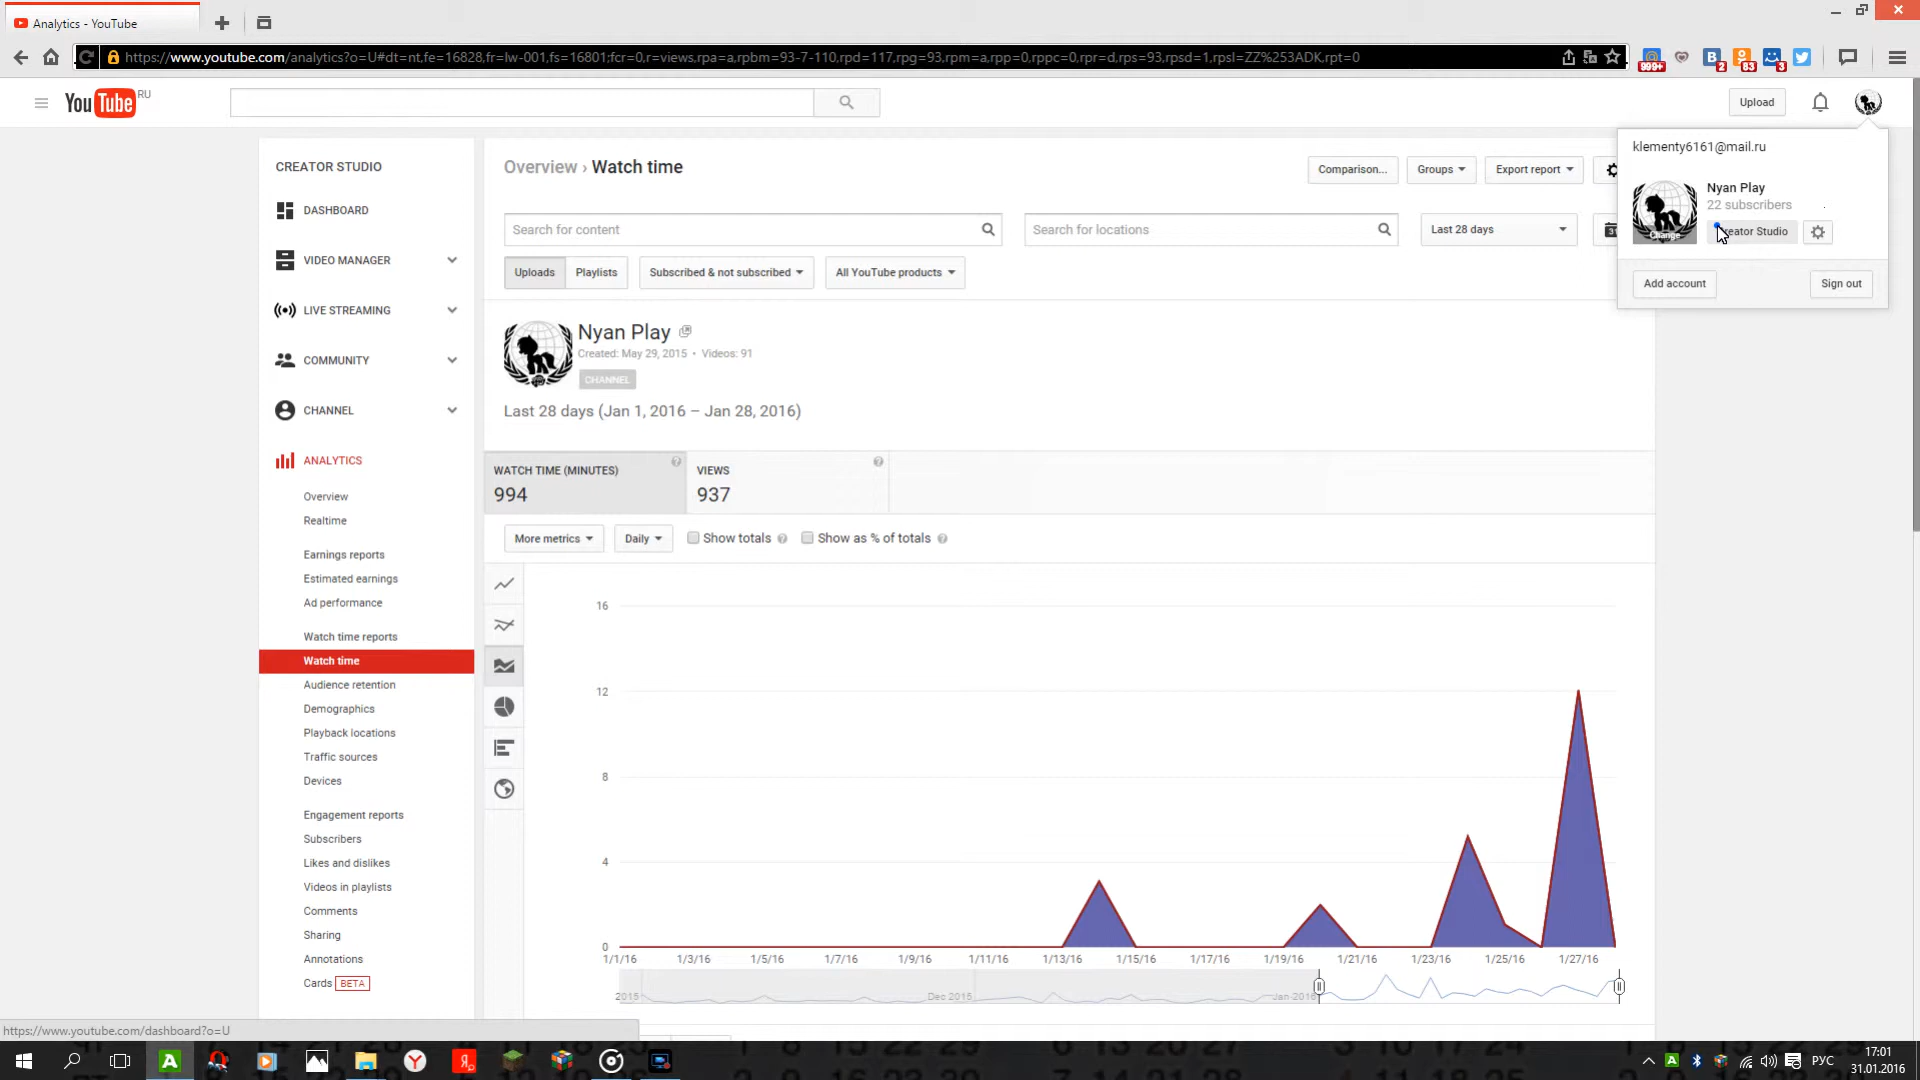 Analytics - YouTube
https://www.youtube.com/analytics?o=U#dt=nt,fe=16828,fr=lw-001,fs=16801;fcr=0,r=views,rpa=a,rpbm=93-7-110,rpd=117,rpg=93,rpm=a,rpp=0,rppc=0,rpr=d,rps=93,rpsd=1,rpsl=ZZ%253ADK,rpt=0
999+
2
83
3
YouTube RU
Upload
klementy6161@mail.ru
Nyan Play
22 subscribers
Change
Creator Studio
Add account
Sign out
CREATOR STUDIO
DASHBOARD
VIDEO MANAGER
LIVE STREAMING
COMMUNITY
CHANNEL
ANALYTICS
Overview
Realtime
Earnings reports
Estimated earnings
Ad performance
Watch time reports
Watch time
Audience retention
Demographics
Playback locations
Traffic sources
Devices
Engagement reports
Subscribers
Likes and dislikes
Videos in playlists
Comments
Sharing
Annotations
Cards BETA
Overview › Watch time
Comparison...
Groups
Export report
Search for content
Search for locations
Last 28 days
Uploads
Playlists
Subscribed & not subscribed
All YouTube products
Nyan Play
Created: May 29, 2015 • Videos: 91
CHANNEL
Last 28 days (Jan 1, 2016 – Jan 28, 2016)
WATCH TIME (MINUTES)
994
VIEWS
937
More metrics
Daily
Show totals
Show as % of totals
16
12
8
4
0
1/1/16 1/3/16 1/5/16 1/7/16 1/9/16 1/11/16 1/13/16 1/15/16 1/17/16 1/19/16 1/21/16 1/23/16 1/25/16 1/27/16
2015 Dec 2015 Jan 2016
https://www.youtube.com/dashboard?o=U
РУС
17:01
31.01.2016